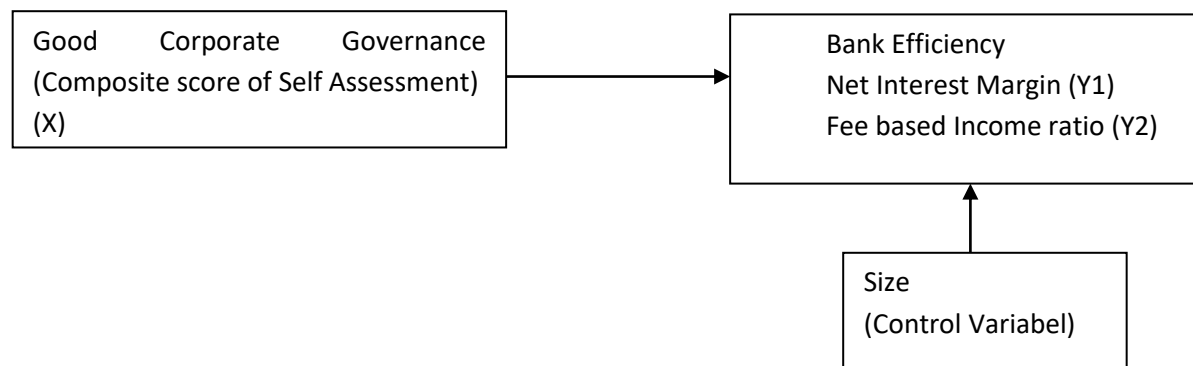 Good Corporate Governance
(Composite score of Self Assessment)
(X)
Bank Efficiency
Net Interest Margin (Y1)
Fee based Income ratio (Y2)
Size
(Control Variabel)